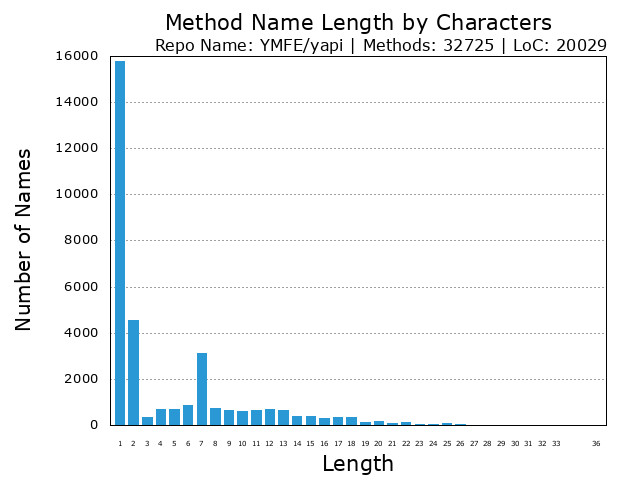 Method Name Length by Characters
Repo Name: YMFE/yapi | Methods: 32725 | LoC: 20029
Number of Names
16000
14000
12000
10000
8000
6000
4000
2000
0
1 2 3 4 5 6 7 8 9 10 11 12 13 14 15 16 17 18 19 20 21 22 23 24 25 26 27 28 29 30 31 32 33 36
Length